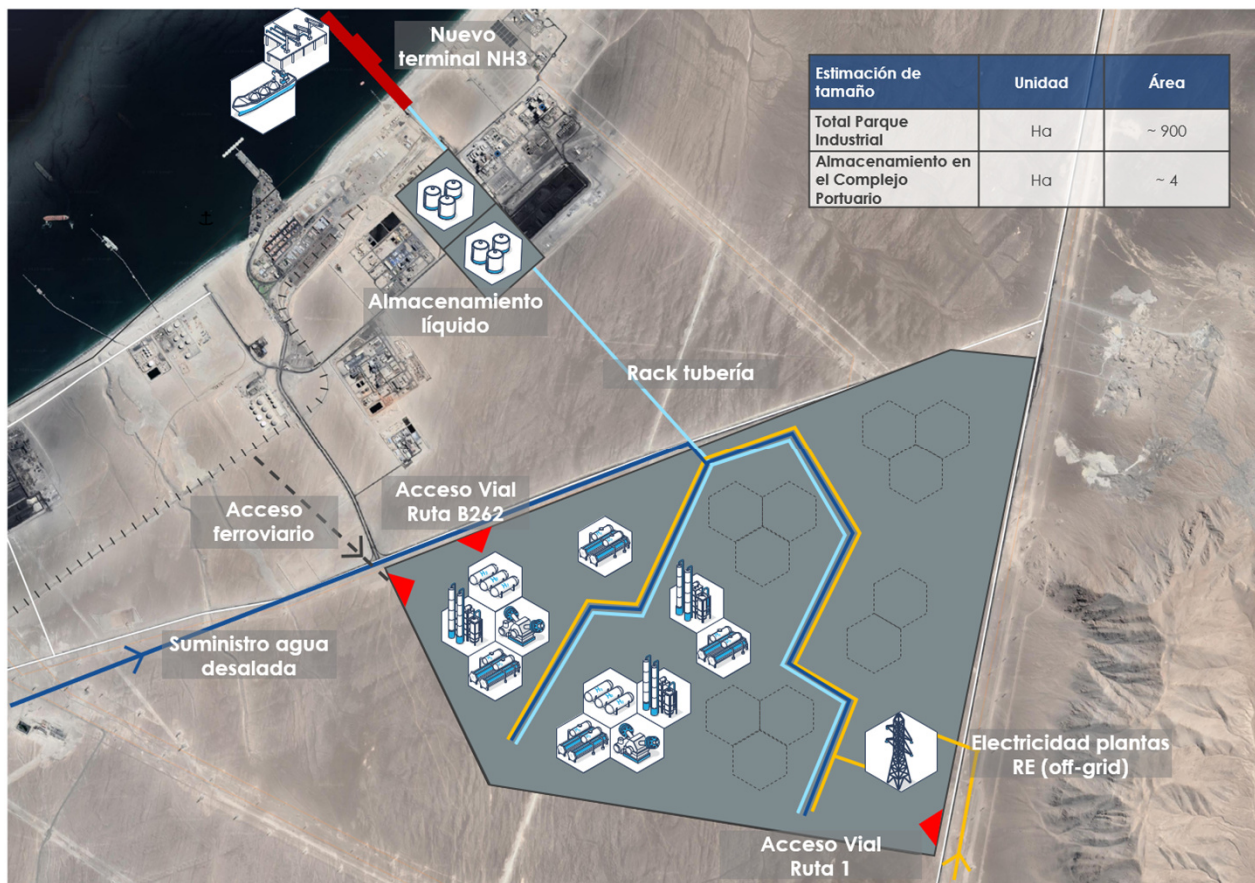 Nuevo
terminal NH3
Estimación de
tamaño
Unidad
Área
Total Parque
Industrial
Ha
~ 900
Almacenamiento en
el Complejo
Portuario
Ha
~ 4
Almacenamiento
líquido
Rack tubería
Acceso Vial
Ruta B262
Acceso
ferroviario
Suministro agua
desalada
Electricidad plantas
RE (off-grid)
Acceso Vial
Ruta 1